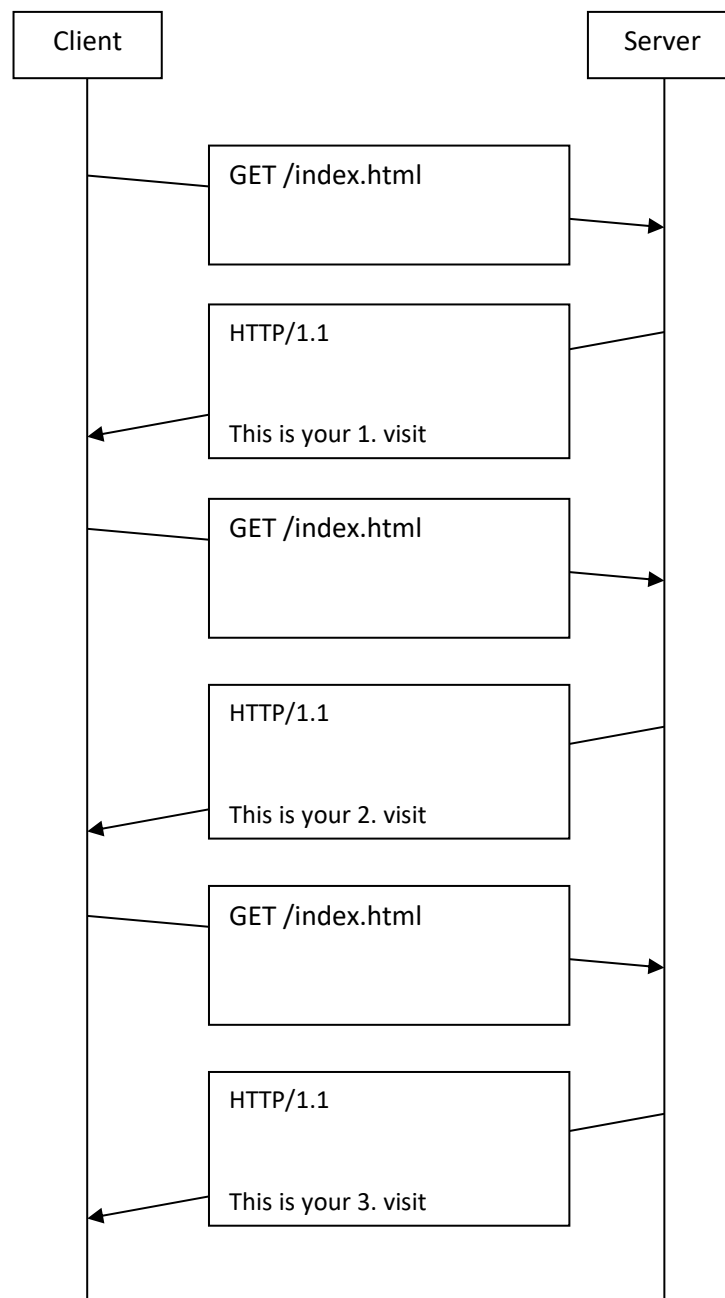 Client
Server
GET /index.html
HTTP/1.1
This is your 1. visit
GET /index.html
HTTP/1.1
This is your 2. visit
GET /index.html
HTTP/1.1
This is your 3. visit